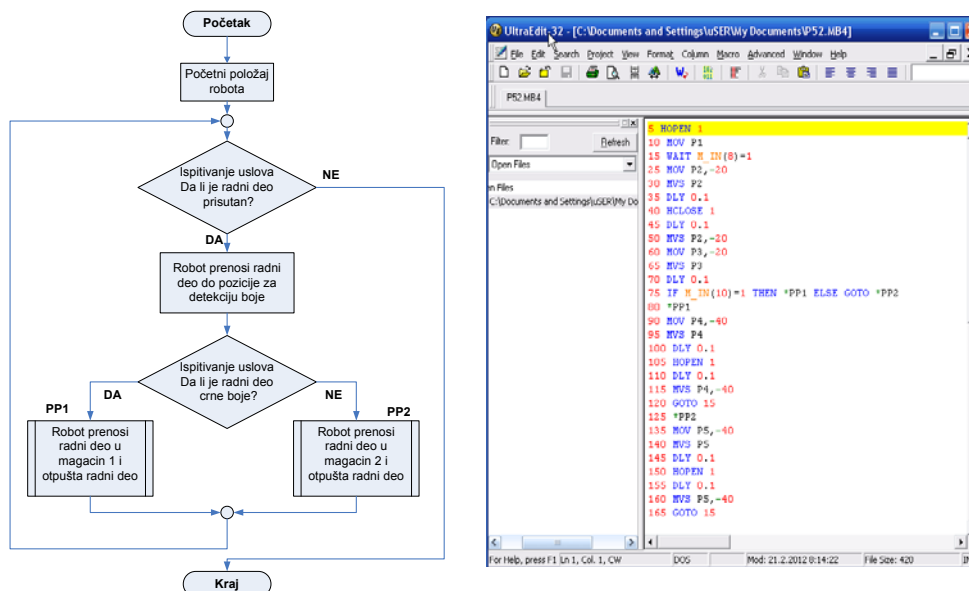 Početak
Početni položaj
robota
Ispitivanje uslova
Da li je radni deo
prisutan?
NE
DA
Robot prenosi radni
deo do pozicije za
detekciju boje
Ispitivanje uslova
Da li je radni deo
crne boje?
DA
NE
PP1
PP2
Robot prenosi
radni deo u
magacin 1 i
otpušta radni deo
Robot prenosi
radni deo u
magacin 2 i
otpušta radni deo
Kraj
UltraEdit-32 - [C:\Documents and Settings\uSER\My Documents\P52.MB4]
File Edit Search Project View Format Column Macro Advanced Window Help
P52.MB4
Filter: Refresh
Open Files
n Files
C:\Documents and Settings\uSER\My Do
5 HOPEN 1
10 MOV P1
15 WAIT M_IN(8)=1
25 MOV P2,-20
30 MVS P2
35 DLY 0.1
40 HCLOSE 1
45 DLY 0.1
50 MVS P2,-20
60 MOV P3,-20
65 MVS P3
70 DLY 0.1
75 IF M_IN(10)=1 THEN *PP1 ELSE GOTO *PP2
80 *PP1
90 MOV P4,-40
95 MVS P4
100 DLY 0.1
105 HOPEN 1
110 DLY 0.1
115 MVS P4,-40
120 GOTO 15
125 *PP2
135 MOV P5,-40
140 MVS P5
145 DLY 0.1
150 HOPEN 1
155 DLY 0.1
160 MVS P5,-40
165 GOTO 15
For Help, press F1 Ln 1, Col. 1, CW DOS Mod: 21.2.2012 8:14:22 File Size: 420